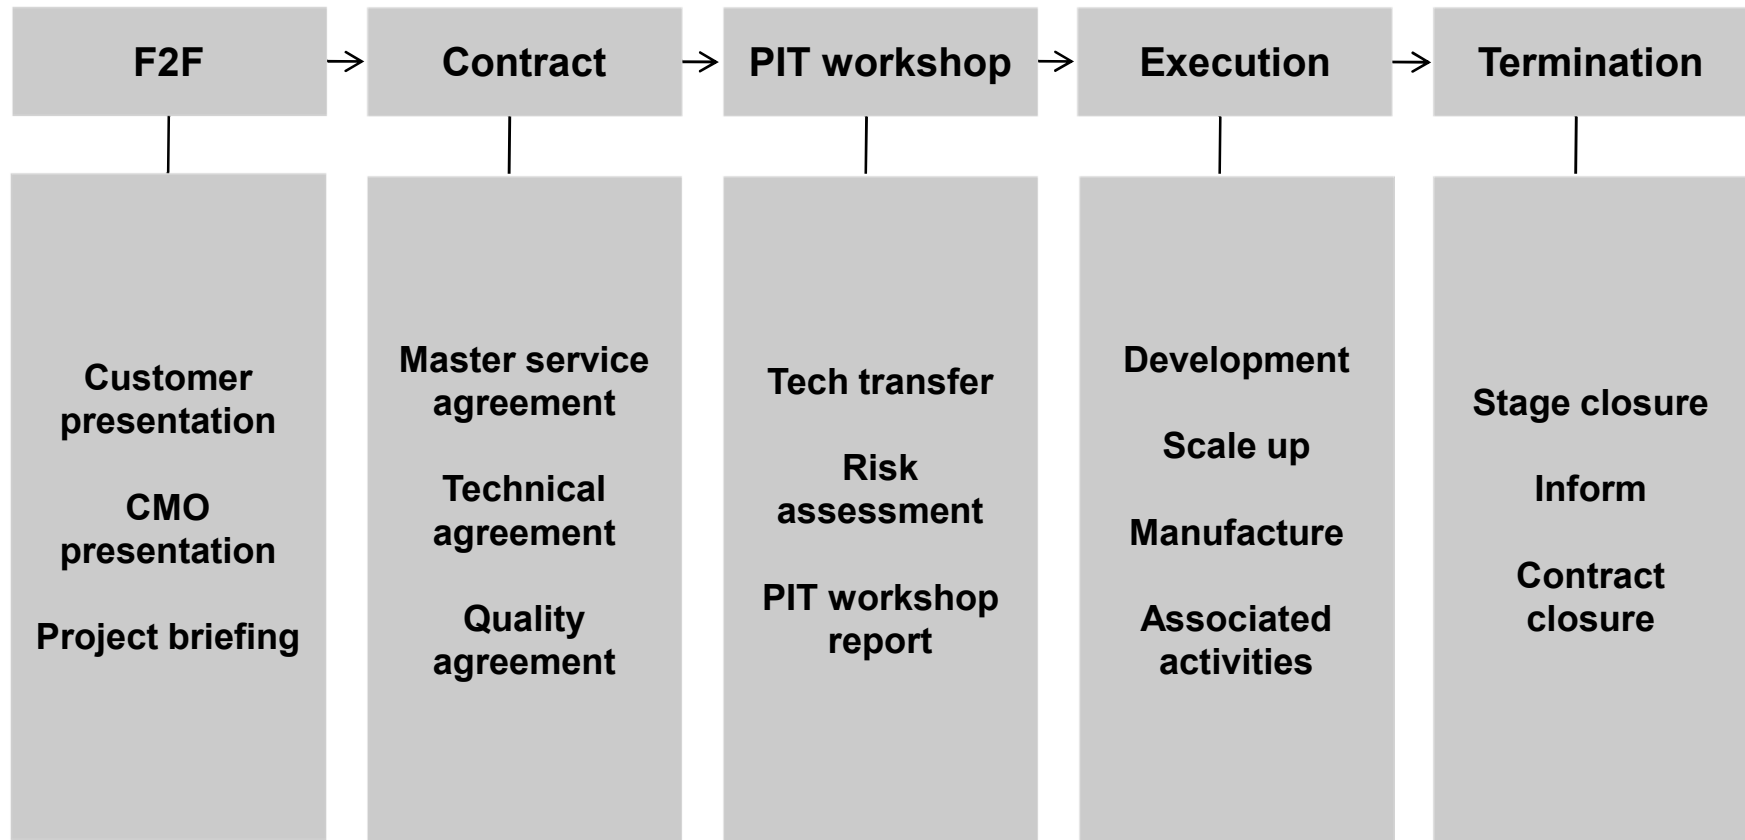 F2F
Contract
PIT workshop
Execution
Termination
Customer
presentation
CMO
presentation
Project briefing
Master service
agreement
Technical
agreement
Quality
agreement
Tech transfer
Risk
assessment
PIT workshop
report
Development
Scale up
Manufacture
Associated
activities
Stage closure
Inform
Contract
closure